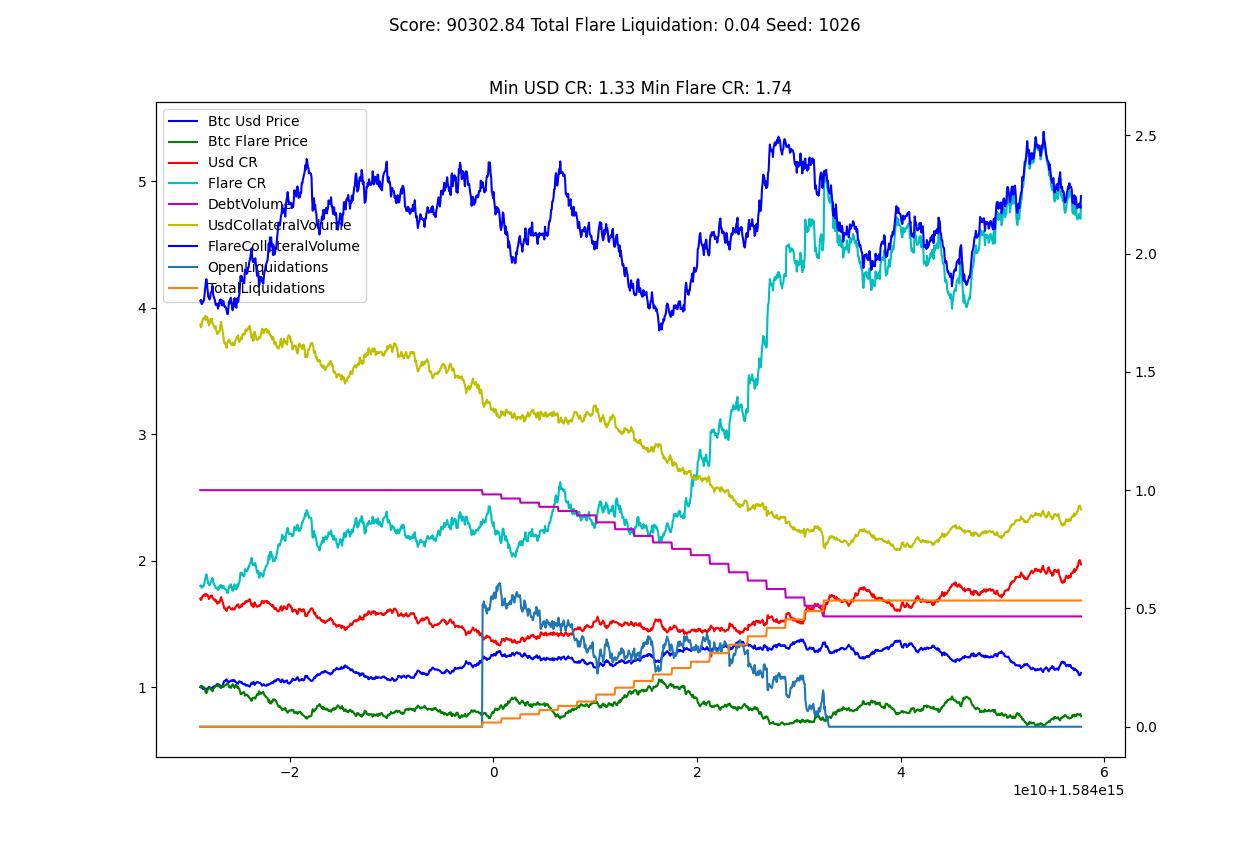 Score: 90302.84 Total Flare Liquidation: 0.04 Seed: 1026
Min USD CR: 1.33 Min Flare CR: 1.74
Btc Usd Price
Btc Flare Price
Usd CR
Flare CR
DebtVolume
UsdCollateralVolume
FlareCollateralVolume
OpenLiquidations
TotalLiquidations
5
4
3
2
1
2.5
2.0
1.5
1.0
0.5
0.0
−2
0
2
4
6
1e10+1.584e15